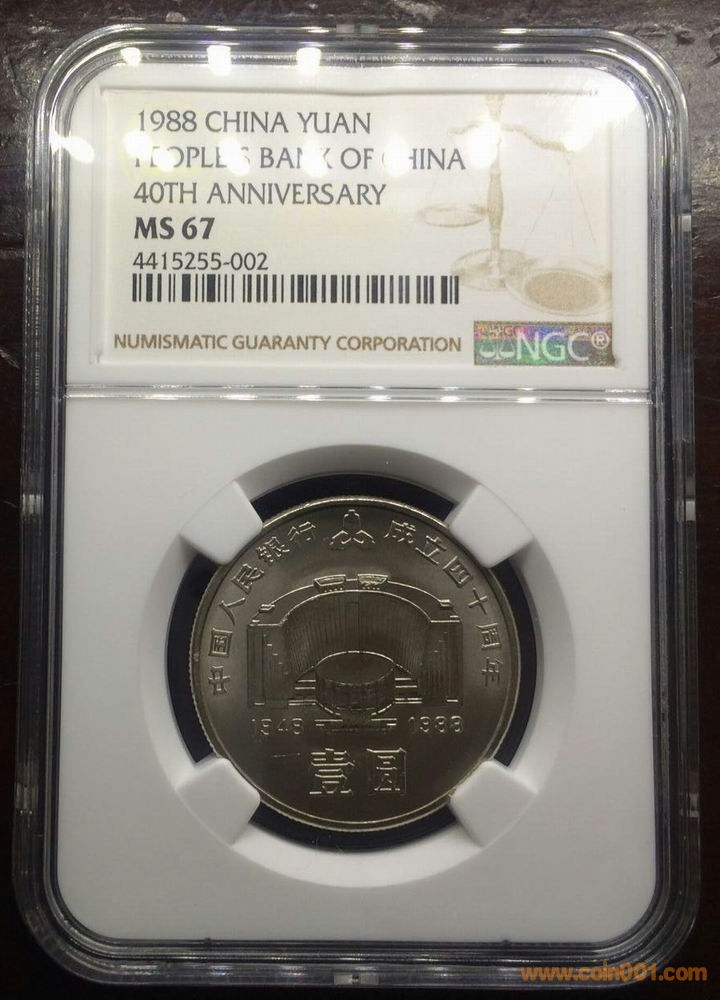 1988 CHINA YUAN
PEOPLE'S BANK OF CHINA
40TH ANNIVERSARY
MS 67
4415255-002
NUMISMATIC GUARANTY CORPORATION
NGC®
中国人民银行 成立四十周年
1948 1988
壹圆
www.coin001.com